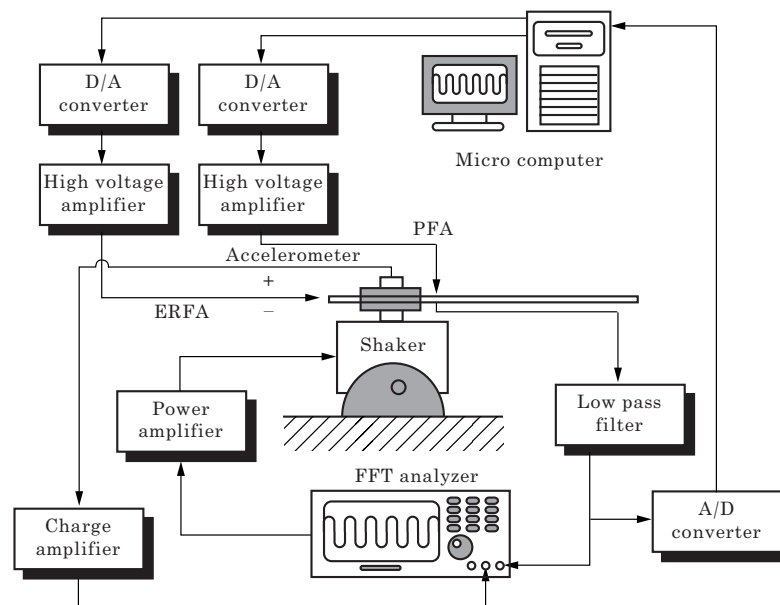 D/A
converter
D/A
converter
Micro computer
High voltage
amplifier
High voltage
amplifier
PFA
Accelerometer
+
ERFA
–
Shaker
Power
amplifier
Low pass
filter
FFT analyzer
Charge
amplifier
A/D
converter